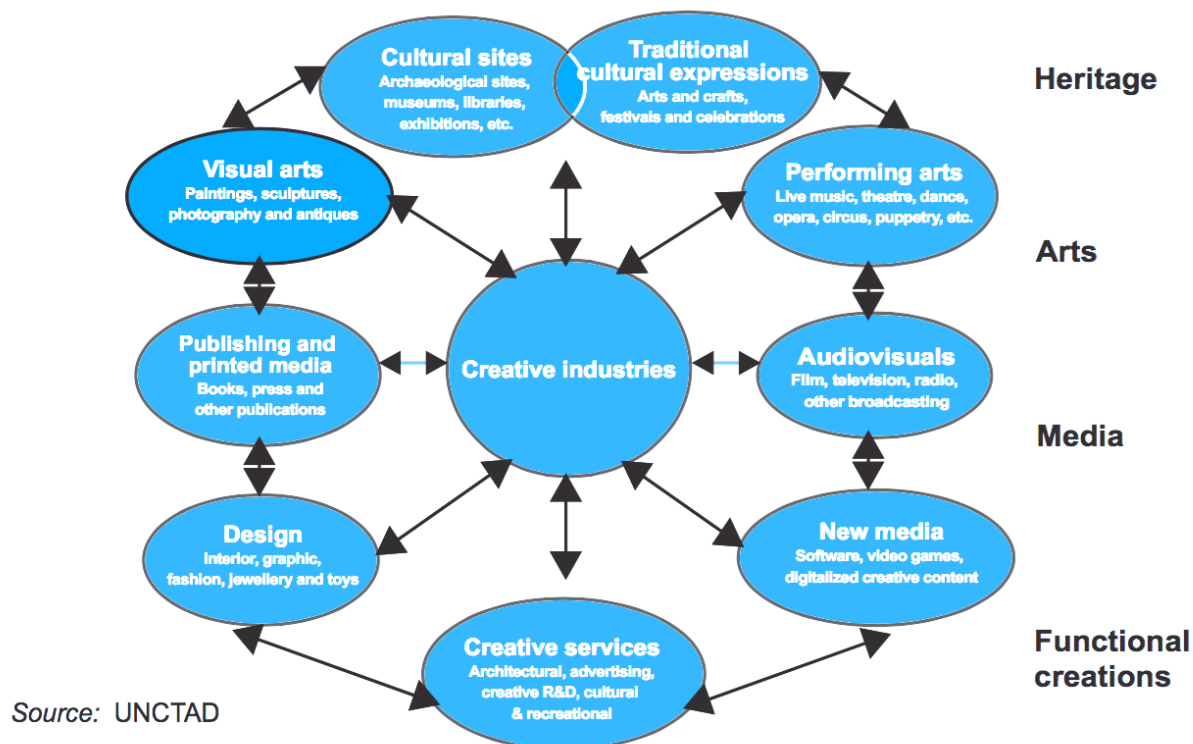 Cultural sites
Archaeological sites,
museums, libraries,
exhibitions, etc.
Traditional
cultural expressions
Arts and crafts,
festivals and celebrations
Heritage
Visual arts
Paintings, sculptures,
photography and antiques
Performing arts
Live music, theatre, dance,
opera, circus, puppetry, etc.
Arts
Publishing and
printed media
Books, press and
other publications
Creative industries
Audiovisuals
Film, television, radio,
other broadcasting
Media
Design
Interior, graphic,
fashion, jewellery and toys
New media
Software, video games,
digitalized creative content
Creative services
Architectural, advertising,
creative R&D, cultural
& recreational
Functional
creations
Source: UNCTAD